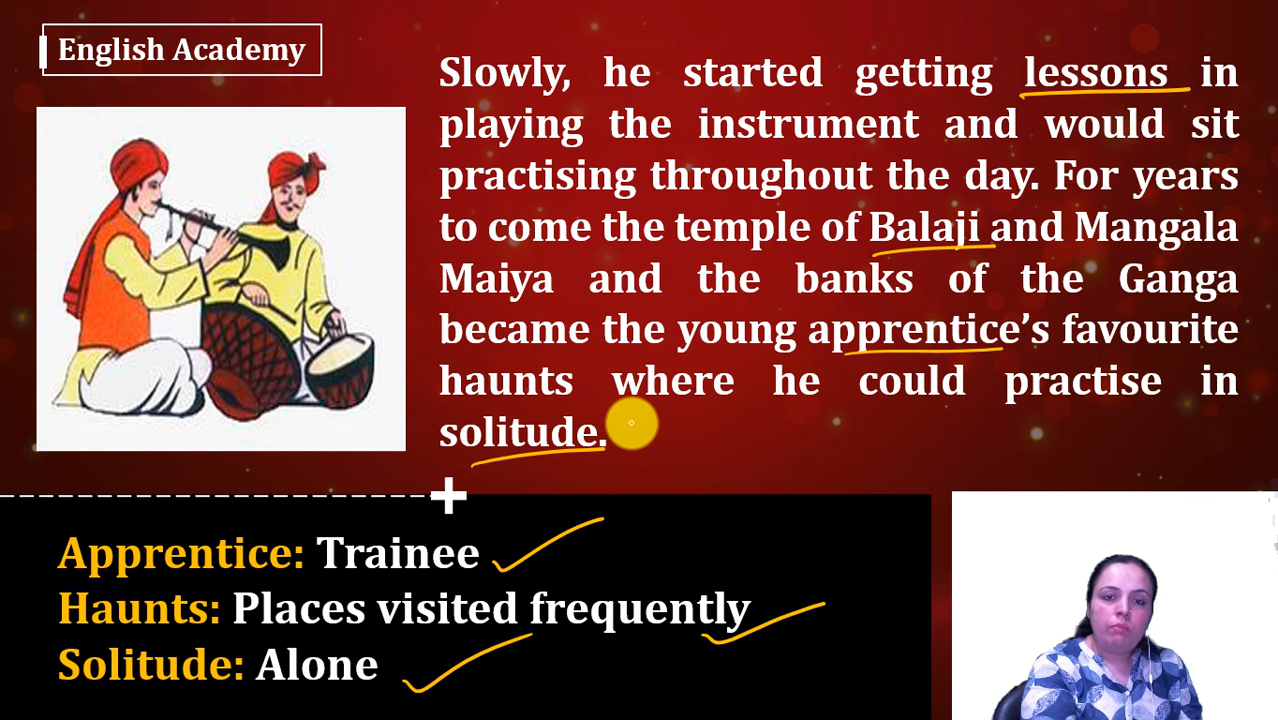 English Academy
Slowly, he started getting lessons in
playing the instrument and would sit
practising throughout the day. For years
to come the temple of Balaji and Mangala
Maiya and the banks of the Ganga
became the young apprentice’s favourite
haunts where he could practise in
solitude.
Apprentice: Trainee
Haunts: Places visited frequently
Solitude: Alone